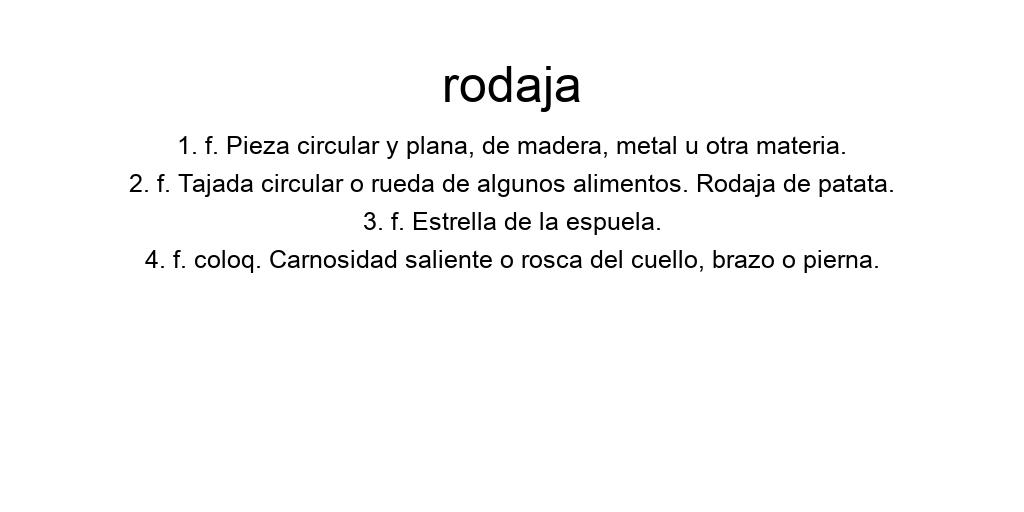 rodaja
1. f. Pieza circular y plana, de madera, metal u otra materia.
2. f. Tajada circular o rueda de algunos alimentos. Rodaja de patata.
3. f. Estrella de la espuela.
4. f. coloq. Carnosidad saliente o rosca del cuello, brazo o pierna.